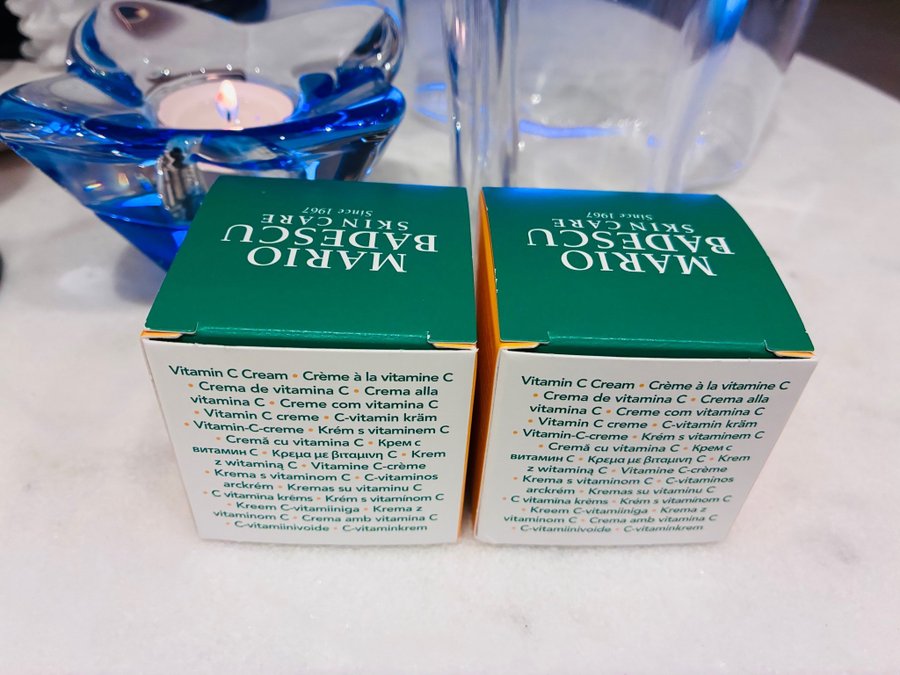 MARIO
BADESCU
SKIN CARE
Since 1967
Vitamin C Cream • Crème à la vitamine C
• Crema de vitamina C • Crema alla
vitamina C • Creme com vitamina C
• Vitamin C creme • C-vitamin kräm
• Vitamin-C-creme • Krém s vitaminem C
• Cremă cu vitamina C • Крем с
витамин C • Κρεμα με βιταμινη C • Krem
z witaminą C • Vitamine C-crème
• Krema s vitaminom C • C-vitaminos
arckrém • Kremas su vitaminu C
• C vitamīna krēms • Krém s vitamínom C
• Kreem C-vitamiiniga • Krema z
vitaminom C • Crema amb vitamina C
• C-vitamiinivoide • C-vitaminkrem
MARIO
BADESCU
SKIN CARE
Since 1967
Vitamin C Cream • Crème à la vitamine C
• Crema de vitamina C • Crema alla
vitamina C • Creme com vitamina C
• Vitamin C creme • C-vitamin kräm
• Vitamin-C-creme • Krém s vitaminem C
• Cremă cu vitamina C • Крем с
витамин C • Κρεμα με βιταμινη C • Krem
z witaminą C • Vitamine C-crème
• Krema s vitaminom C • C-vitaminos
arckrém • Kremas su vitaminu C
• C vitamīna krēms • Krém s vitamínom C
• Kreem C-vitamiiniga • Krema z
vitaminom C • Crema amb vitamina C
• C-vitamiinivoide • C-vitaminkrem